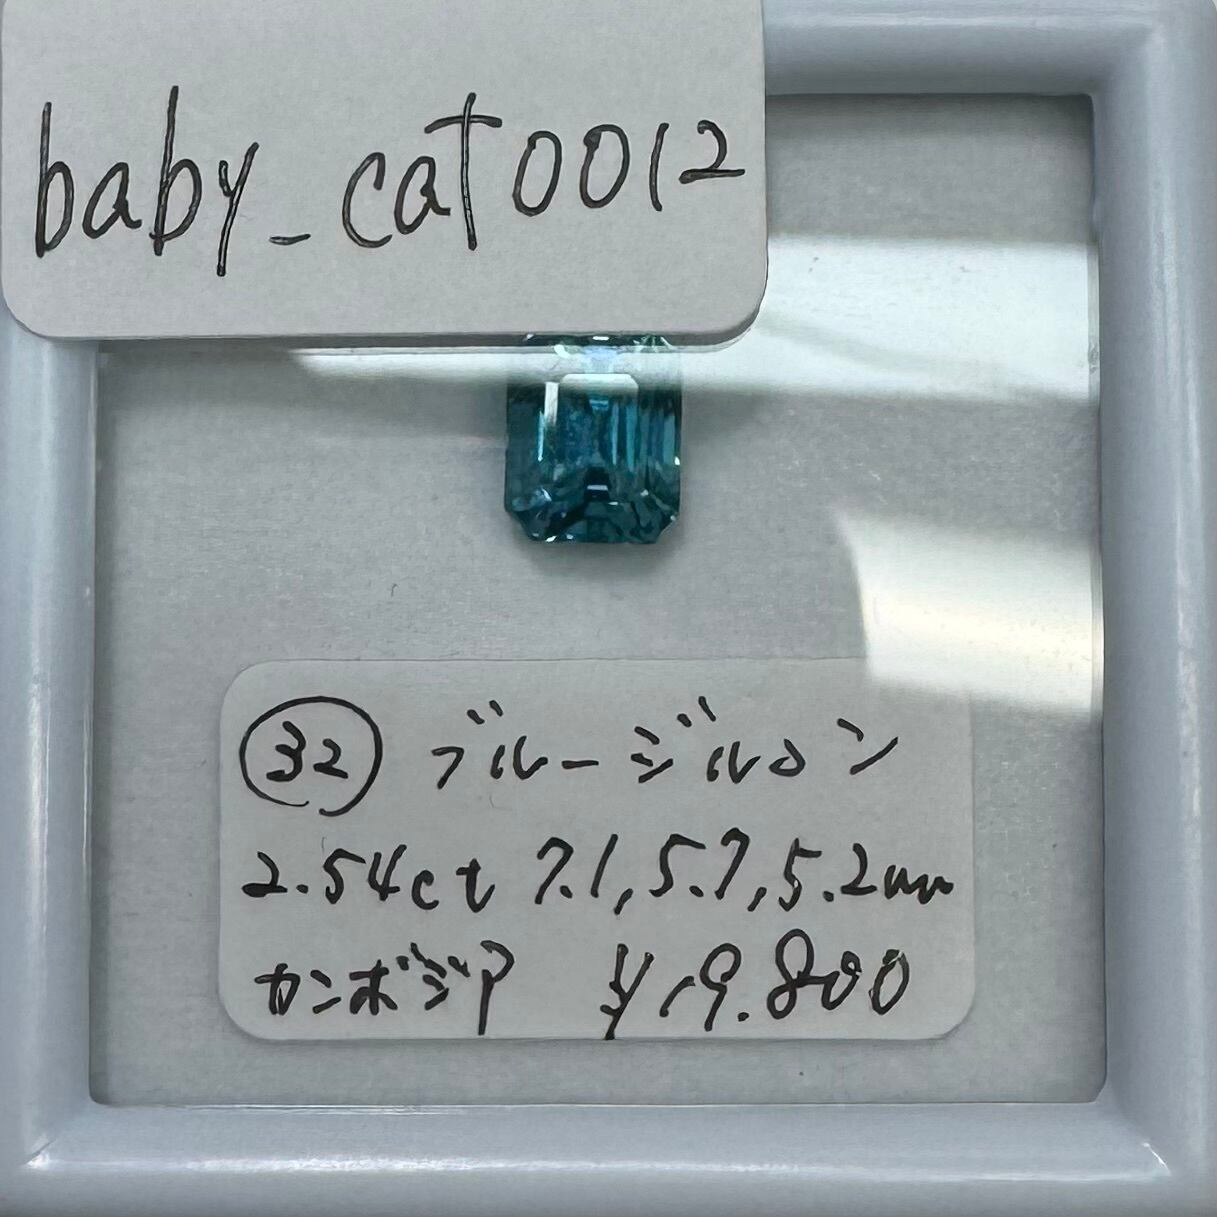 baby_cat0012
㉜ ブルージルコン
2.54ct 7.1,5.7,5.2mm
カンボジア ¥19.800